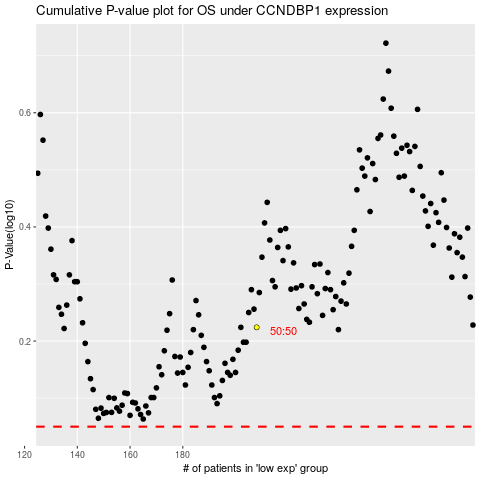 Cumulative P-value plot for OS under CCNDBP1 expression
0.6
0.4
0.2
P-Value(log10)
50:50
120 140 160 180
# of patients in 'low exp' group